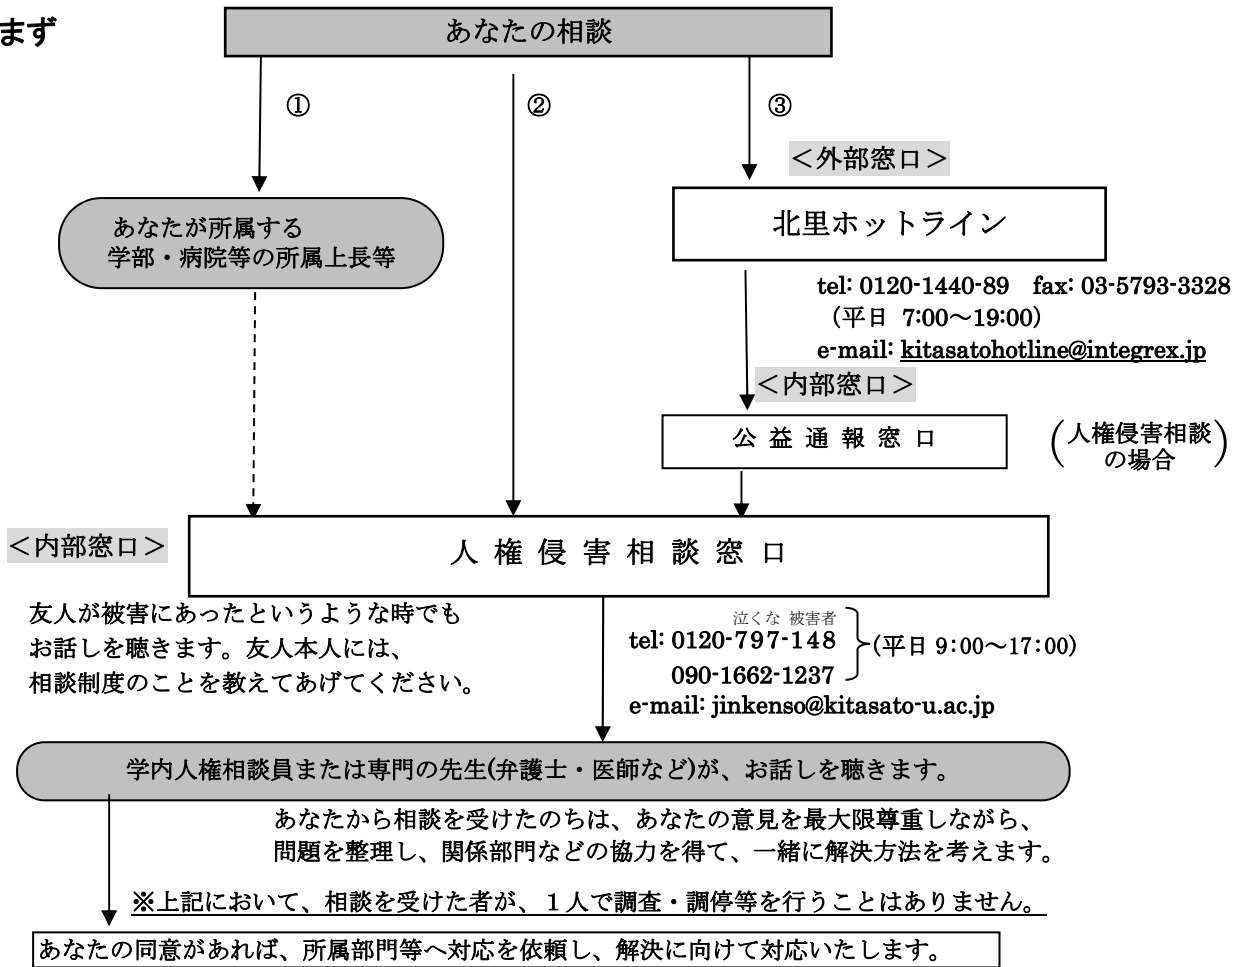 まず
あなたの相談
①
②
③
＜外部窓口＞
あなたが所属する
学部・病院等の所属上長等
北里ホットライン
tel: 0120-1440-89　fax: 03-5793-3328
（平日 7:00～19:00）
e-mail: kitasatohotline@integrex.jp
＜内部窓口＞
公 益 通 報 窓 口
人権侵害相談
の場合
＜内部窓口＞
人 権 侵 害 相 談 窓 口
友人が被害にあったというような時でも
お話しを聴きます。友人本人には、
相談制度のことを教えてあげてください。
泣くな 被害者
tel: 0120-797-148
(平日 9:00～17:00)
090-1662-1237
e-mail: jinkenso@kitasato-u.ac.jp
学内人権相談員または専門の先生(弁護士・医師など)が、お話しを聴きます。
あなたから相談を受けたのちは、あなたの意見を最大限尊重しながら、
問題を整理し、関係部門などの協力を得て、一緒に解決方法を考えます。
※上記において、相談を受けた者が、１人で調査・調停等を行うことはありません。
あなたの同意があれば、所属部門等へ対応を依頼し、解決に向けて対応いたします。